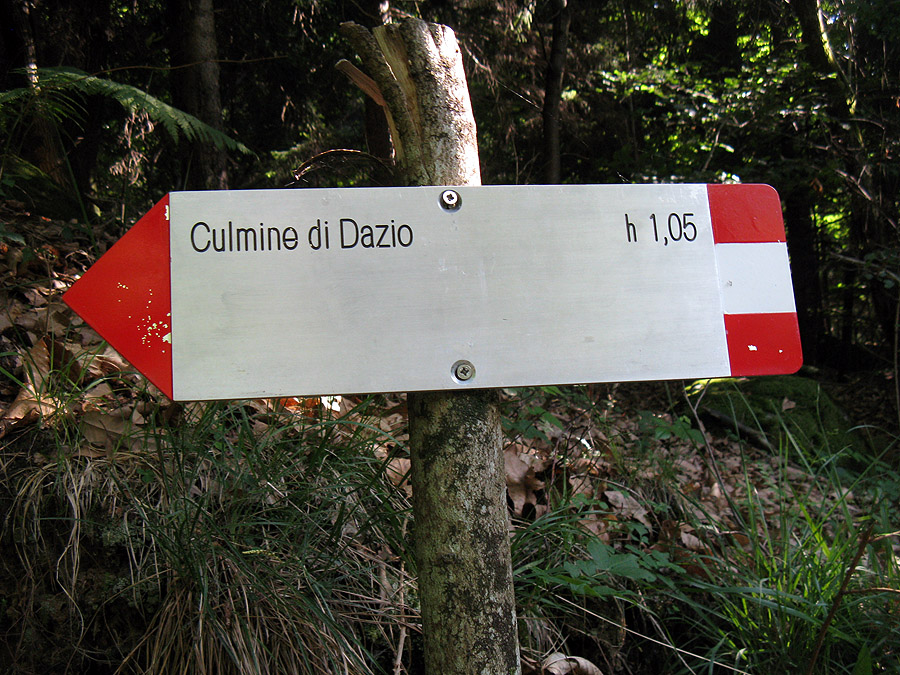 Culmine di Dazio h 1,05